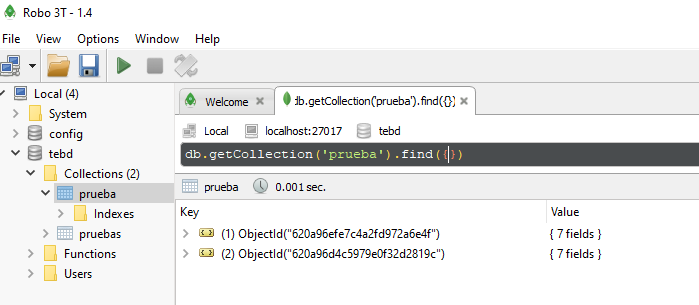 Robo 3T - 1.4
File View Options Window Help
Local (4)
System
config
tebd
Collections (2)
prueba
Indexes
pruebas
Functions
Users
Welcome
db.getCollection('prueba').find({})
Local localhost:27017 tebd
db.getCollection('prueba').find({})
prueba 0.001 sec.
Key Value
(1) ObjectId("620a96efe7c4a2fd972a6e4f") { 7 fields }
(2) ObjectId("620a96d4c5979e0f32d2819c") { 7 fields }